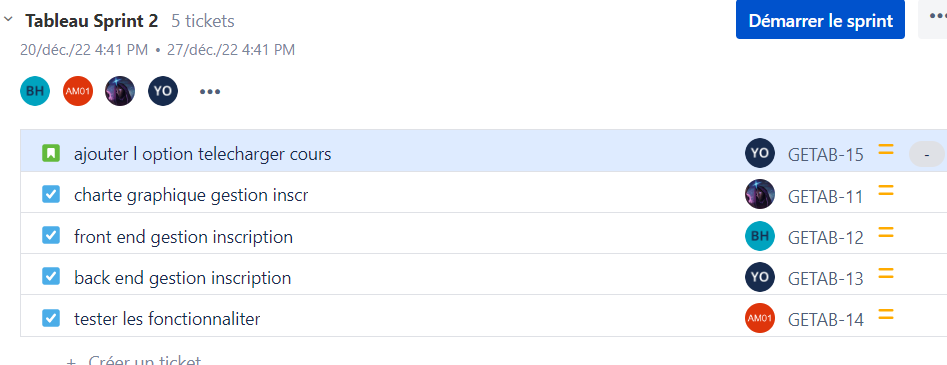 Tableau Sprint 2 5 tickets Démarrer le sprint
20/déc./22 4:41 PM • 27/déc./22 4:41 PM
BH AM01 YO
ajouter l option telecharger cours YO GETAB-15 -
charte graphique gestion inscr GETAB-11
front end gestion inscription BH GETAB-12
back end gestion inscription YO GETAB-13
tester les fonctionnaliter AM01 GETAB-14
+ Créer un ticket